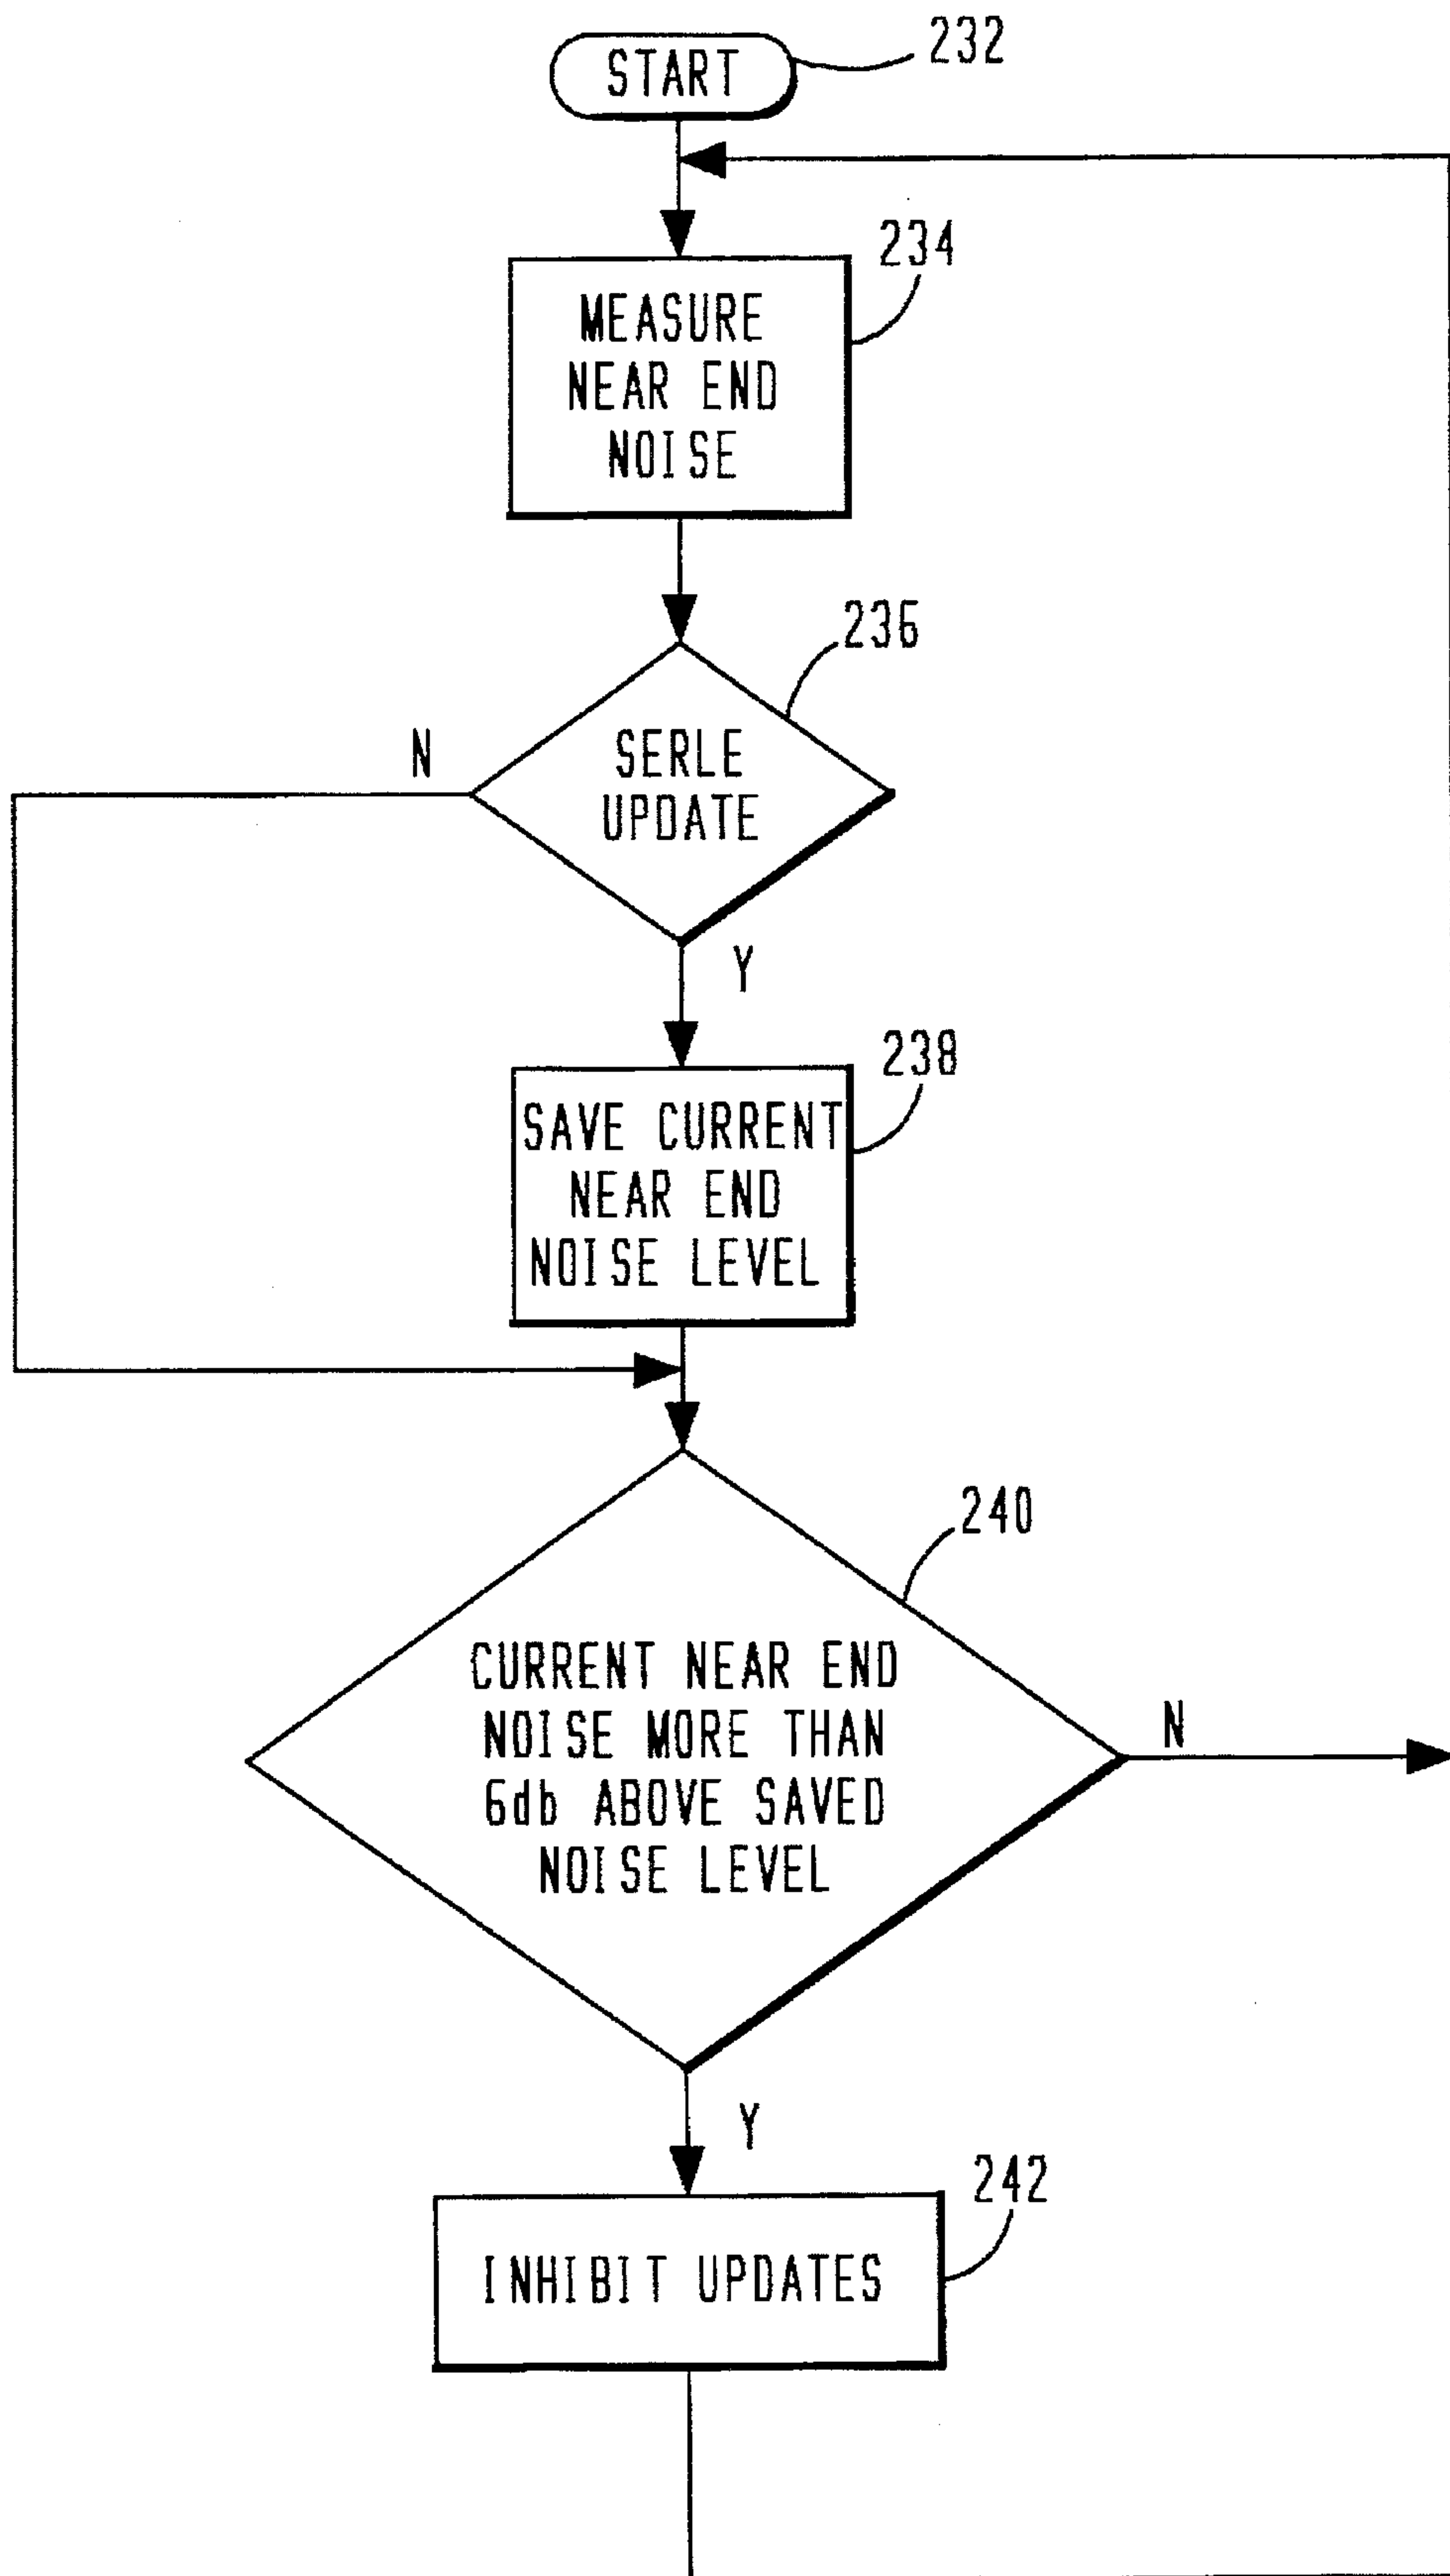 START
232
234
MEASURE
NEAR END
NOISE
236
N
SERLE
UPDATE
Y
238
SAVE CURRENT
NEAR END
NOISE LEVEL
240
CURRENT NEAR END
NOISE MORE THAN
6db ABOVE SAVED
NOISE LEVEL
N
Y
242
INHIBIT UPDATES